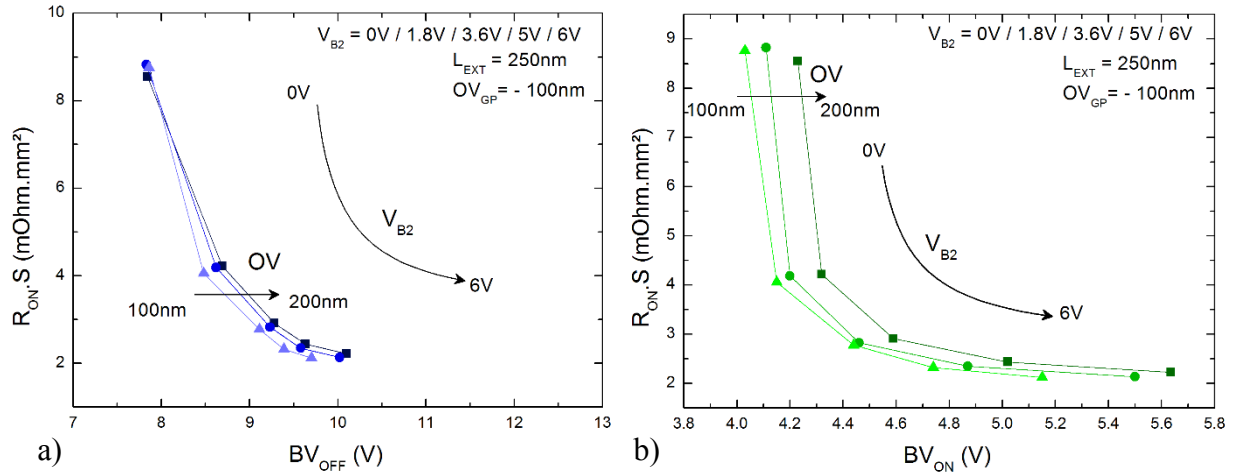 V_B2 = 0V / 1.8V / 3.6V / 5V / 6V
L_EXT = 250nm
OV_GP = - 100nm
0V
V_B2
6V
OV
100nm
200nm
10
8
6
4
2
7
8
9
10
11
12
13
R_ON.S (mOhm.mm²)
BV_OFF (V)
a)
V_B2 = 0V / 1.8V / 3.6V / 5V / 6V
L_EXT = 250nm
OV_GP = - 100nm
OV
100nm
200nm
0V
V_B2
6V
9
8
7
6
5
4
3
2
3.8
4.0
4.2
4.4
4.6
4.8
5.0
5.2
5.4
5.6
5.8
R_ON.S (mOhm.mm²)
BV_ON (V)
b)